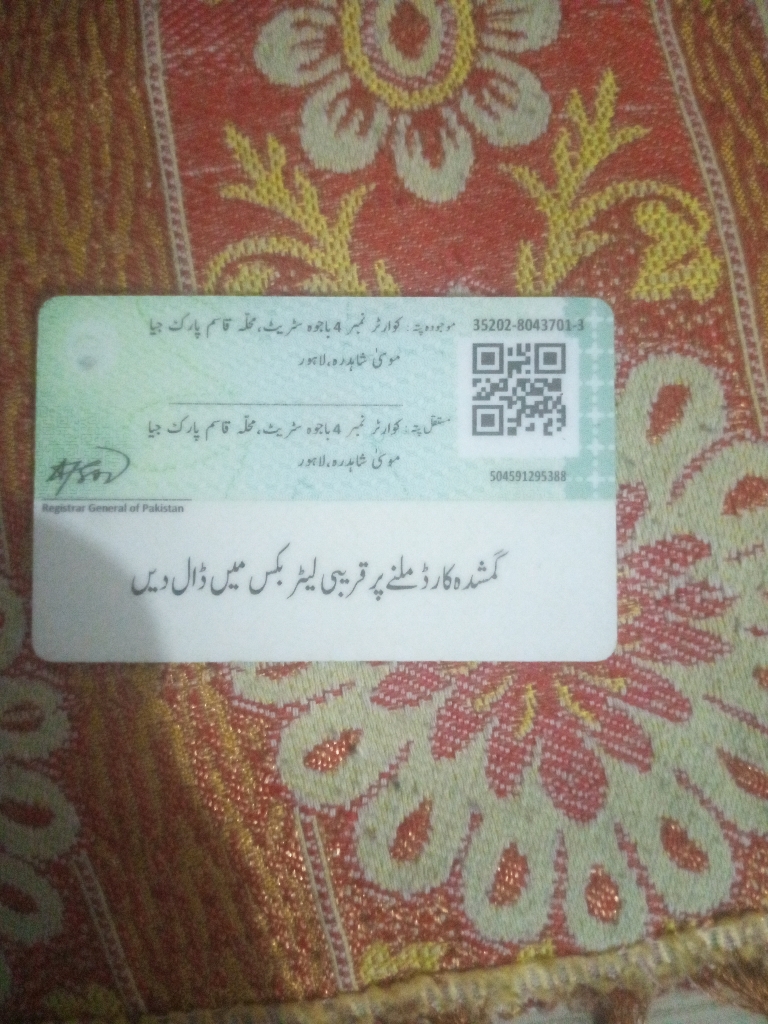 35202-8043701-3
موجودہ پتہ: کوارٹر نمبر 4 باجوہ سٹریٹ، محلّہ قاسم پارک جیا
موسیٰ شاہدرہ، لاہور
مستقل پتہ: کوارٹر نمبر 4 باجوہ سٹریٹ، محلّہ قاسم پارک جیا
موسیٰ شاہدرہ، لاہور
504591295388
Registrar General of Pakistan
گمشدہ کارڈ ملنے پر قریبی لیٹر بکس میں ڈال دیں